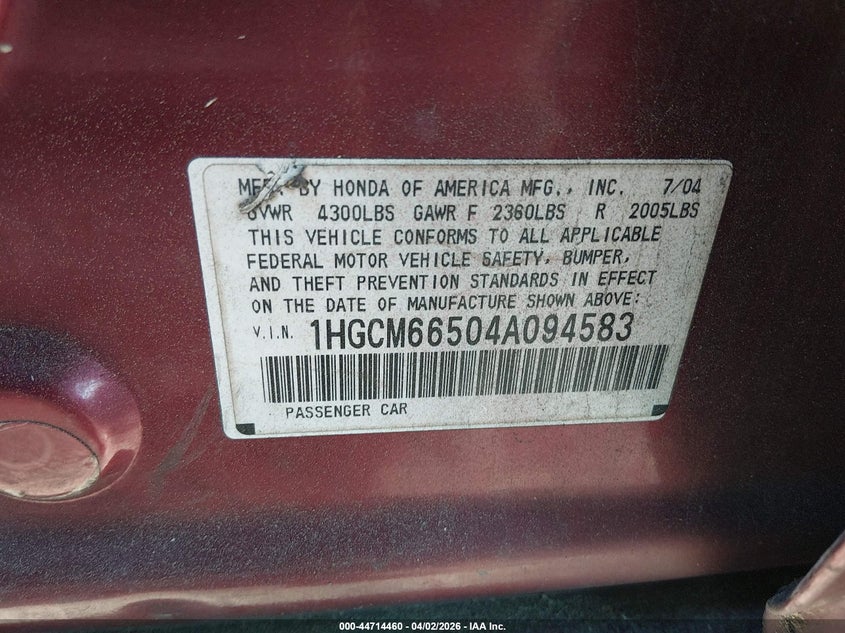 MFD. BY HONDA OF AMERICA MFG., INC. 7/04
GVWR 4300LBS GAWR F 2360LBS R 2005LBS
THIS VEHICLE CONFORMS TO ALL APPLICABLE
FEDERAL MOTOR VEHICLE SAFETY, BUMPER,
AND THEFT PREVENTION STANDARDS IN EFFECT
ON THE DATE OF MANUFACTURE SHOWN ABOVE:
V.I.N. 1HGCM66504A094583
PASSENGER CAR
000-44714460 - 04/02/2026 - IAA Inc.